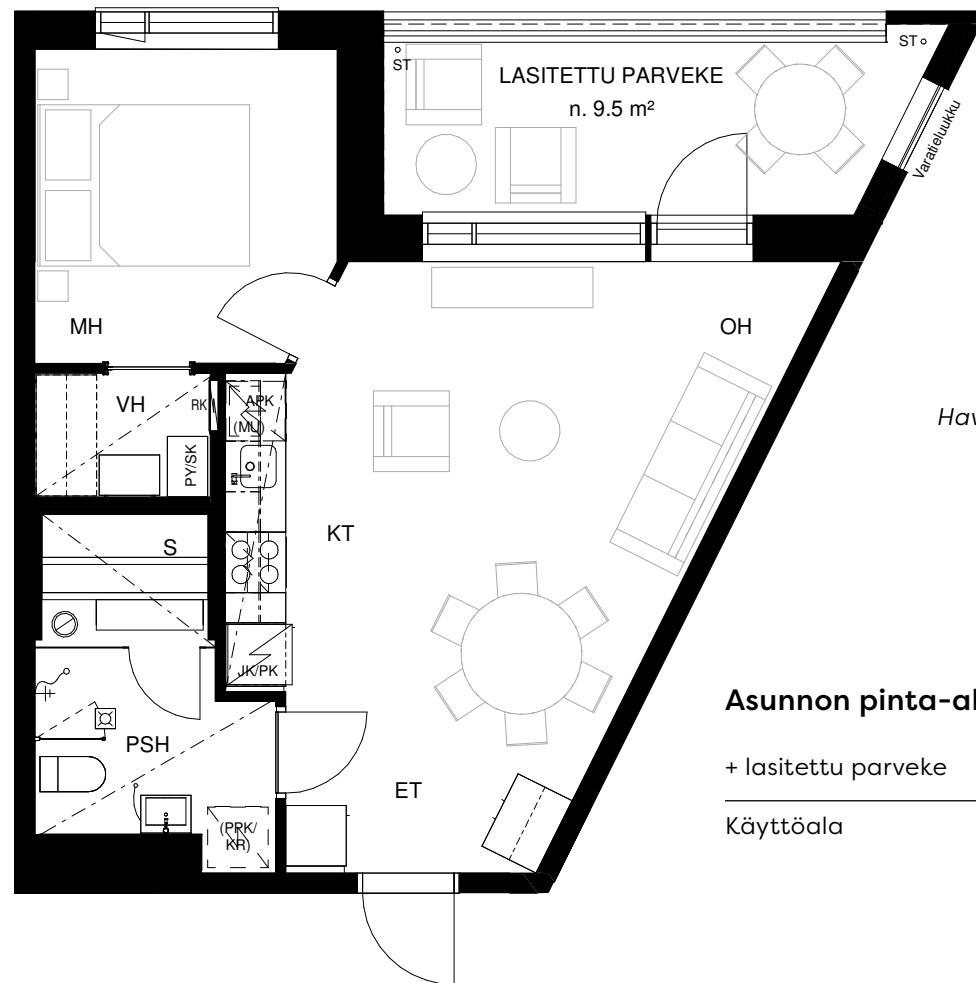 ST
LASITETTU PARVEKE
n. 9.5 m²
ST
Varatieluukku
MH
OH
VH
RK
APK
(MU)
PY/SK
KT
S
JK/PK
PSH
ET
(PPK/
KR)
Hav
Asunnon pinta-al
+ lasitettu parveke
Käyttöala